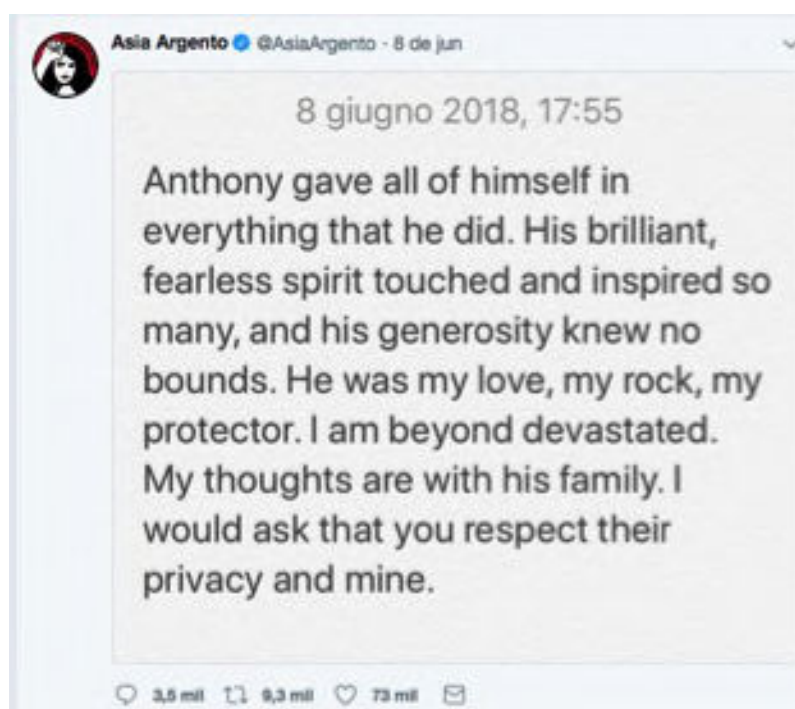 Asia Argento @AsiaArgento - 8 de jun
8 giugno 2018, 17:55
Anthony gave all of himself in
everything that he did. His brilliant,
fearless spirit touched and inspired so
many, and his generosity knew no
bounds. He was my love, my rock, my
protector. I am beyond devastated.
My thoughts are with his family. I
would ask that you respect their
privacy and mine.
3,5 mil 9,3 mil 73 mil